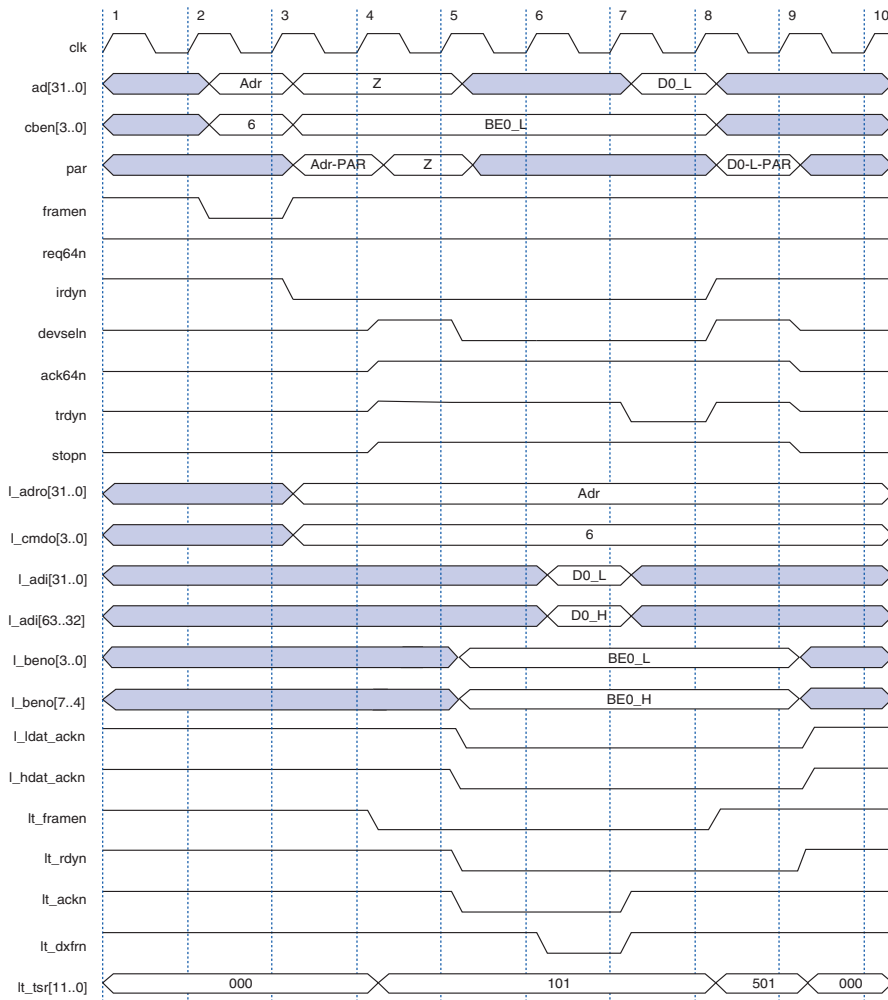 1 2 3 4 5 6 7 8 9 10
clk
ad[31..0] Adr Z D0_L
cben[3..0] 6 BE0_L
par Adr-PAR Z D0-L-PAR
framen
req64n
irdyn
devseln
ack64n
trdyn
stopn
l_adro[31..0] Adr
l_cmdo[3..0] 6
l_adi[31..0] D0_L
l_adi[63..32] D0_H
l_beno[3..0] BE0_L
l_beno[7..4] BE0_H
l_ldat_ackn
l_hdat_ackn
lt_framen
lt_rdyn
lt_ackn
lt_dxfrn
lt_tsr[11..0] 000 101 501 000